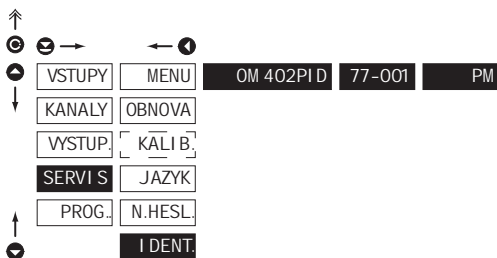 VSTUPY MENU OM 402PID 77-001 PM
KANALY OBNOVA
VYSTUP. KALIB.
SERVIS JAZYK
PROG.. N.HESL.
IDENT.